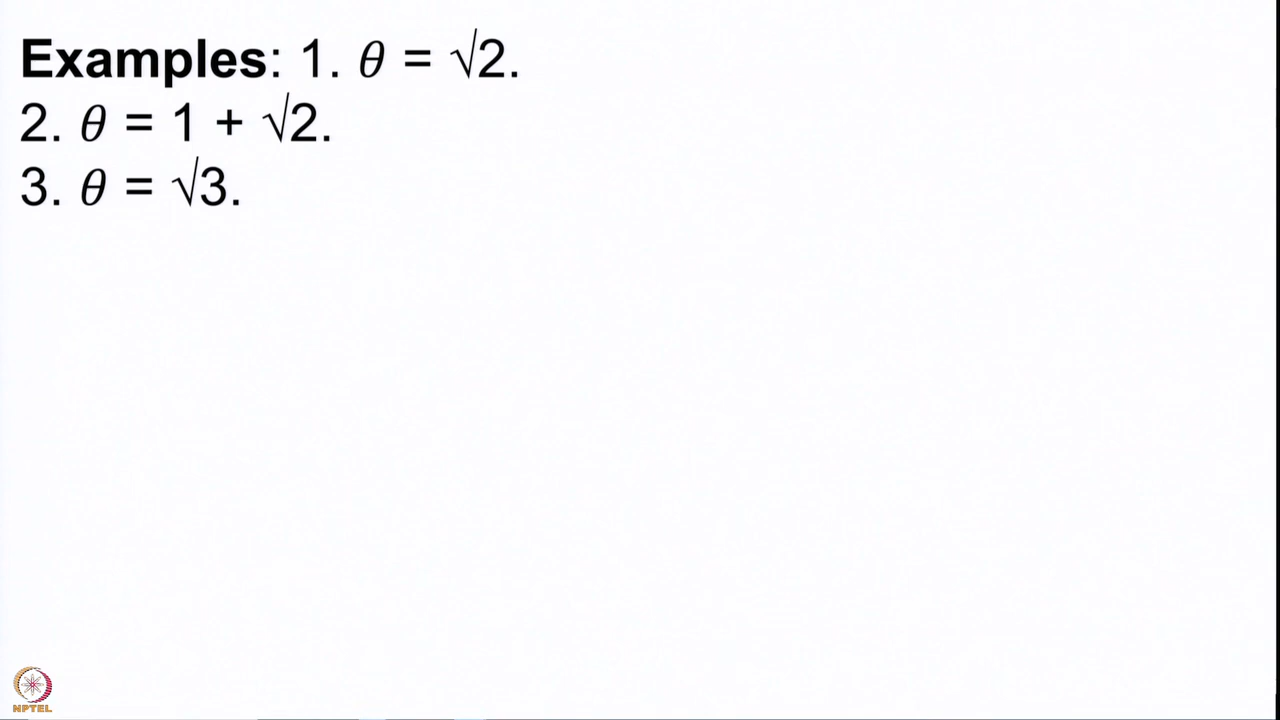 Examples: 1. θ = √2.
2. θ = 1 + √2.
3. θ = √3.
NPTEL